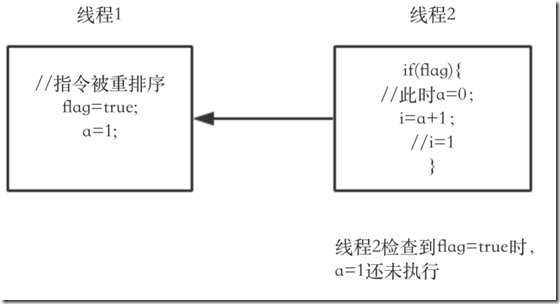 线程1
线程2
//指令被重排序
flag=true;
a=1;
if(flag){
//此时a=0;
i=a+1;
//i=1
}
线程2检查到flag=true时，
a=1还未执行